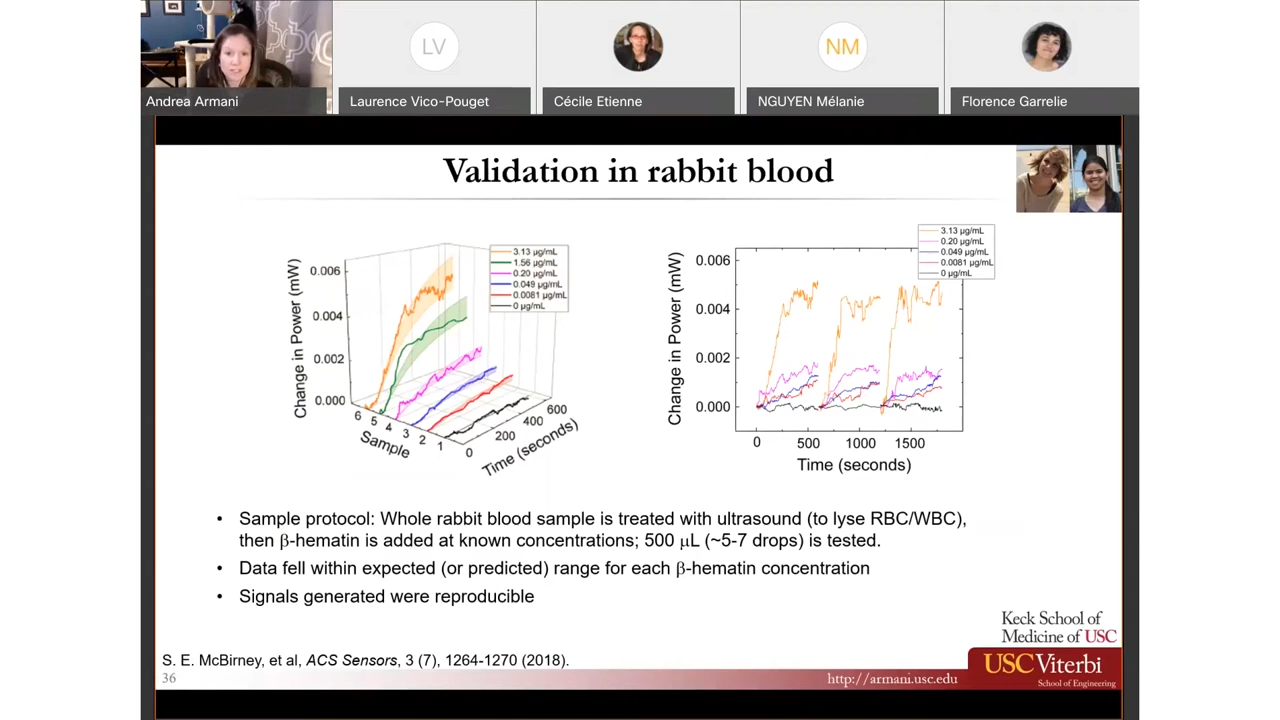 LV
NM
Andrea Armani
Laurence Vico-Pouget
Cécile Etienne
NGUYEN Mélanie
Florence Garrelie
Validation in rabbit blood
3.13 µg/mL
1.56 µg/mL
0.20 µg/mL
0.049 µg/mL
0.0081 µg/mL
0 µg/mL
Change in Power (mW)
0.006
0.004
0.002
0.000
6
5
4
3
2
1
Sample
0
200
400
600
Time (seconds)
3.13 µg/mL
0.20 µg/mL
0.049 µg/mL
0.0081 µg/mL
0 µg/mL
Change in Power (mW)
0.006
0.004
0.002
0.000
0
500
1000
1500
Time (seconds)
• Sample protocol: Whole rabbit blood sample is treated with ultrasound (to lyse RBC/WBC),
then β-hematin is added at known concentrations; 500 µL (~5-7 drops) is tested.
• Data fell within expected (or predicted) range for each β-hematin concentration
• Signals generated were reproducible
Keck School of
Medicine of USC
S. E. McBirney, et al, ACS Sensors, 3 (7), 1264-1270 (2018).
36
http://armani.usc.edu
USC Viterbi
School of Engineering